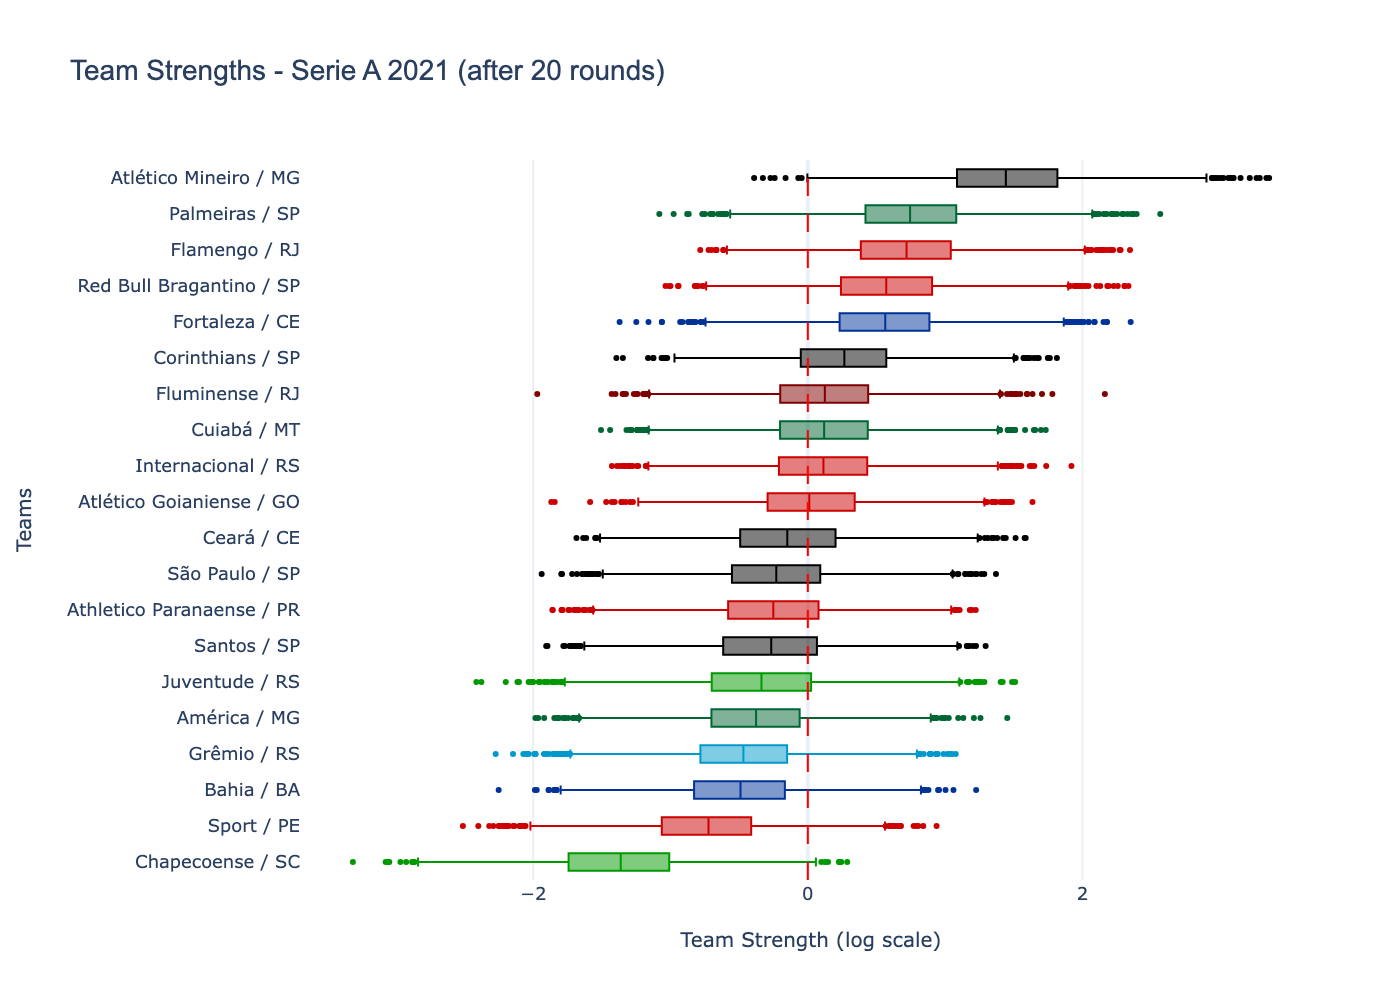 Team Strengths - Serie A 2021 (after 20 rounds)
Atlético Mineiro / MG
Palmeiras / SP
Flamengo / RJ
Red Bull Bragantino / SP
Fortaleza / CE
Corinthians / SP
Fluminense / RJ
Cuiabá / MT
Internacional / RS
Atlético Goianiense / GO
Ceará / CE
São Paulo / SP
Athletico Paranaense / PR
Santos / SP
Juventude / RS
América / MG
Grêmio / RS
Bahia / BA
Sport / PE
Chapecoense / SC
Teams
−2 0 2
Team Strength (log scale)